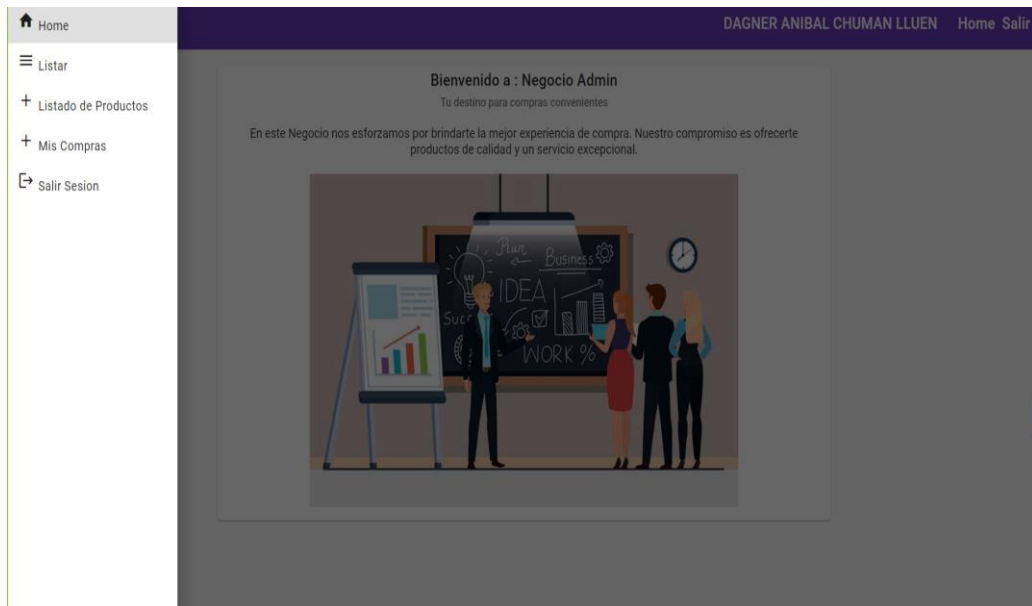 Home
Listar
Listado de Productos
Mis Compras
Salir Sesion
DAGNER ANIBAL CHUMAN LLUEN Home Salir
Bienvenido a : Negocio Admin
Tu destino para compras convenientes
En este Negocio nos esforzamos por brindarte la mejor experiencia de compra. Nuestro compromiso es ofrecerte
productos de calidad y un servicio excepcional.
Plan
Business
IDEA
Succ
WORK %